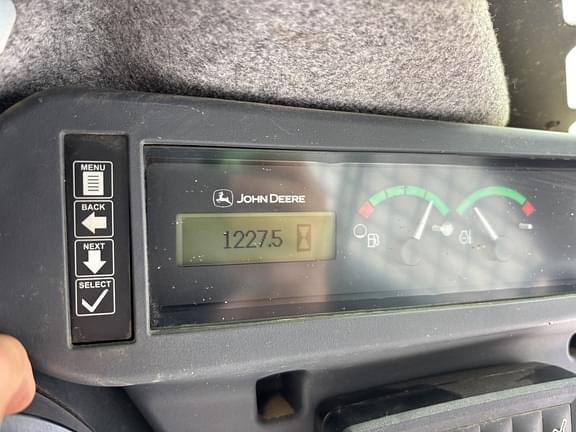 MENU
BACK
NEXT
SELECT
JOHN DEERE
1227.5